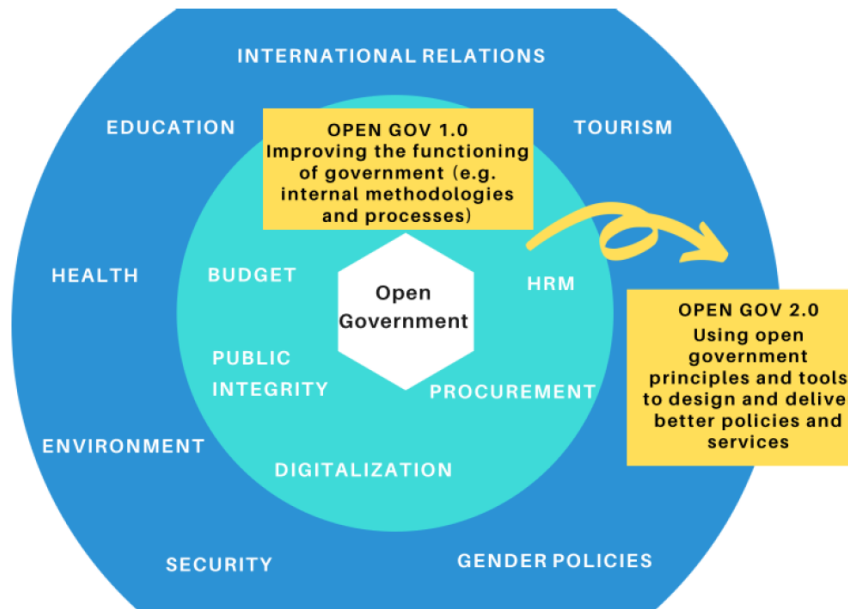 INTERNATIONAL RELATIONS
EDUCATION
TOURISM
OPEN GOV 1.0
Improving the functioning
of government (e.g.
internal methodologies
and processes)
HEALTH
BUDGET
HRM
Open
Government
OPEN GOV 2.0
Using open
government
principles and tools
to design and deliver
better policies and
services
PUBLIC
INTEGRITY
PROCUREMENT
ENVIRONMENT
DIGITALIZATION
SECURITY
GENDER POLICIES